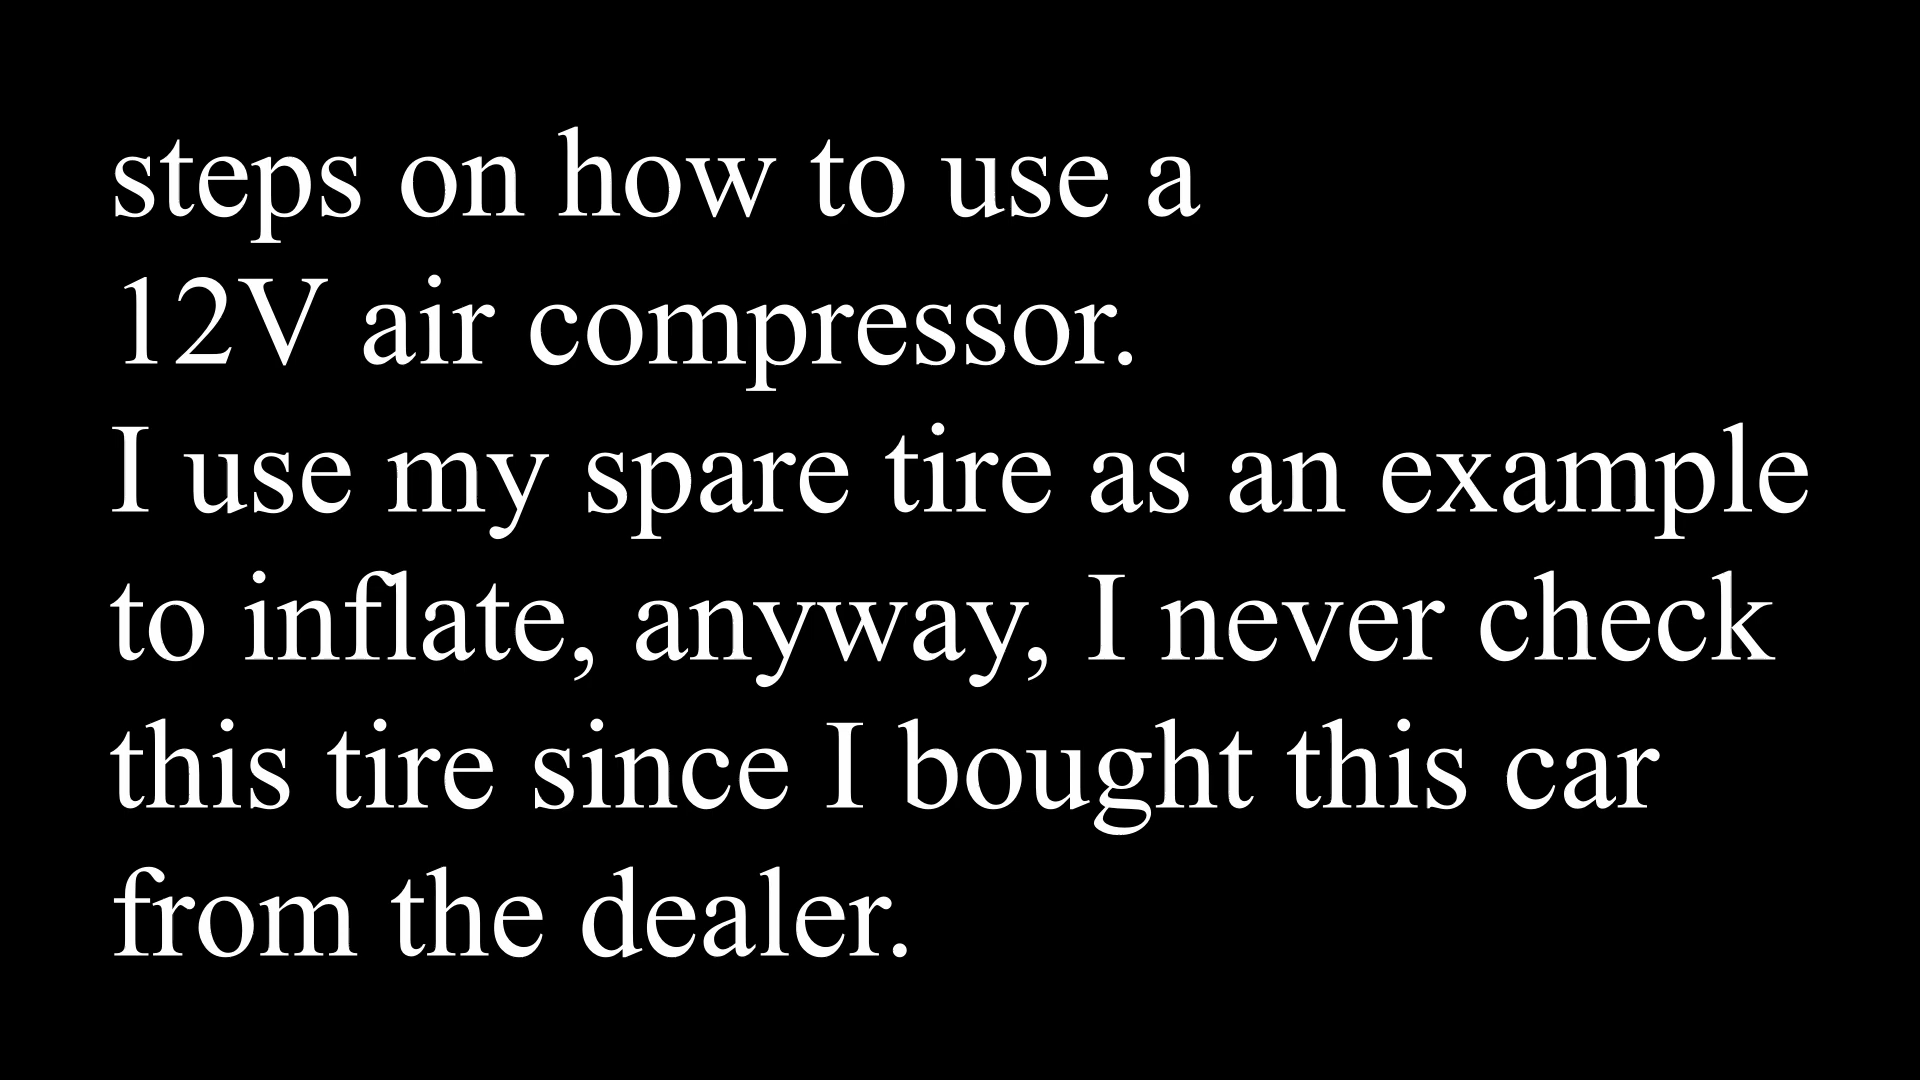 steps on how to use a
12V air compressor.
I use my spare tire as an example
to inflate, anyway, I never check
this tire since I bought this car
from the dealer.